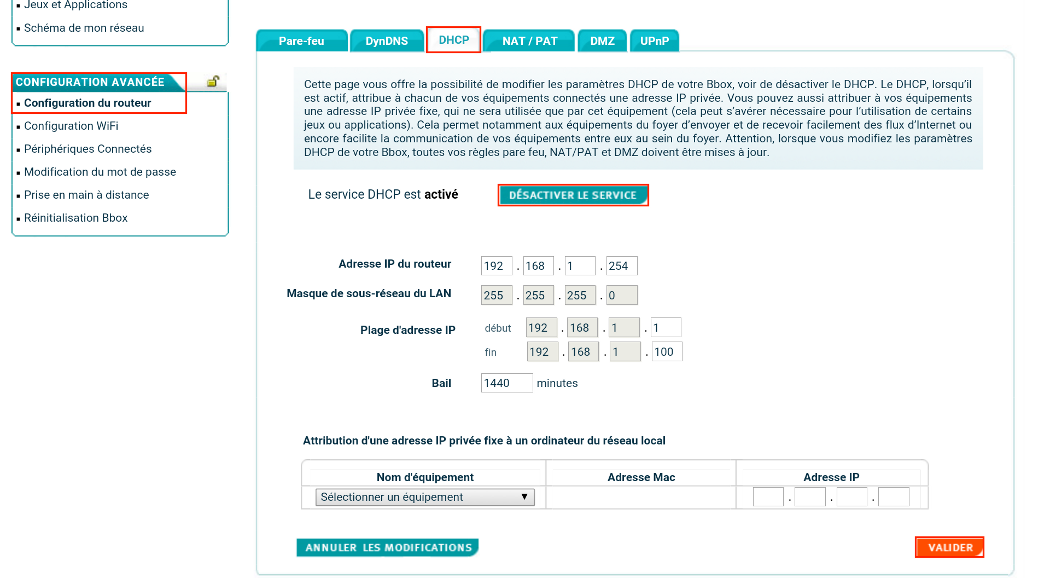 Jeux et Applications
Schéma de mon réseau
CONFIGURATION AVANCÉE
Configuration du routeur
Configuration WiFi
Périphériques Connectés
Modification du mot de passe
Prise en main à distance
Réinitialisation Bbox
Pare-feu DynDNS DHCP NAT / PAT DMZ UPnP
Cette page vous offre la possibilité de modifier les paramètres DHCP de votre Bbox, voir de désactiver le DHCP. Le DHCP, lorsqu'il
est actif, attribue à chacun de vos équipements connectés une adresse IP privée. Vous pouvez aussi attribuer à vos équipements
une adresse IP privée fixe, qui ne sera utilisée que par cet équipement (cela peut s'avérer nécessaire pour l'utilisation de certains
jeux ou applications). Cela permet notamment aux équipements du foyer d'envoyer et de recevoir facilement des flux d'Internet ou
encore facilite la communication de vos équipements entre eux au sein du foyer. Attention, lorsque vous modifiez les paramètres
DHCP de votre Bbox, toutes vos règles pare feu, NAT/PAT et DMZ doivent être mises à jour.
Le service DHCP est activé DÉSACTIVER LE SERVICE
Adresse IP du routeur 192 . 168 . 1 . 254
Masque de sous-réseau du LAN 255 . 255 . 255 . 0
Plage d'adresse IP début 192 . 168 . 1 . 1
fin 192 . 168 . 1 . 100
Bail 1440 minutes
Attribution d'une adresse IP privée fixe à un ordinateur du réseau local
Nom d'équipement Adresse Mac Adresse IP
Sélectionner un équipement . . .
ANNULER LES MODIFICATIONS VALIDER